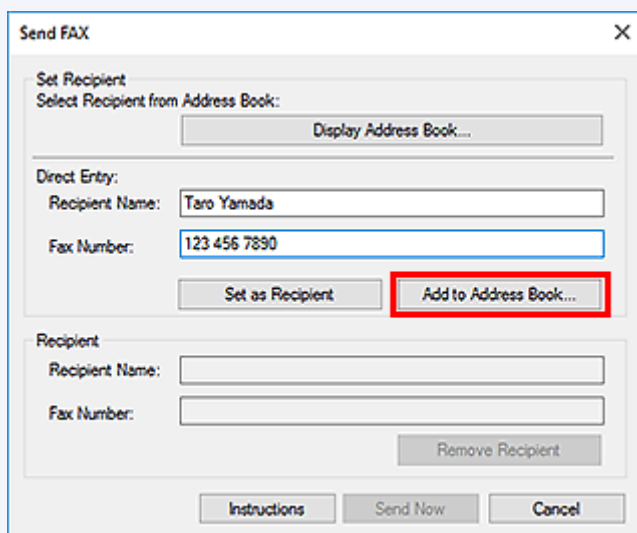 Send FAX
Set Recipient
Select Recipient from Address Book:
Display Address Book...
Direct Entry:
Recipient Name: Taro Yamada
Fax Number: 123 456 7890
Set as Recipient Add to Address Book...
Recipient
Recipient Name:
Fax Number:
Remove Recipient
Instructions Send Now Cancel